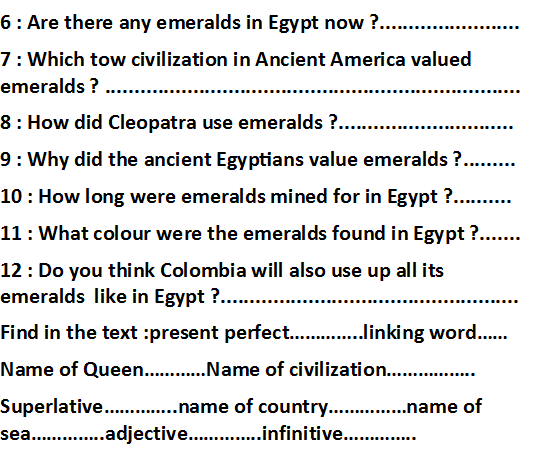 6 : Are there any emeralds in Egypt now ?........................
7 : Which tow civilization in Ancient America valued
emeralds ? .......................................................................
8 : How did Cleopatra use emeralds ?..............................
9 : Why did the ancient Egyptians value emeralds ?.........
10 : How long were emeralds mined for in Egypt ?..........
11 : What colour were the emeralds found in Egypt ?.......
12 : Do you think Colombia will also use up all its
emeralds like in Egypt ?...................................................
Find in the text :present perfect.............linking word......
Name of Queen............Name of civilization..................
Superlative..............name of country...............name of
sea..............adjective..............infinitive..............